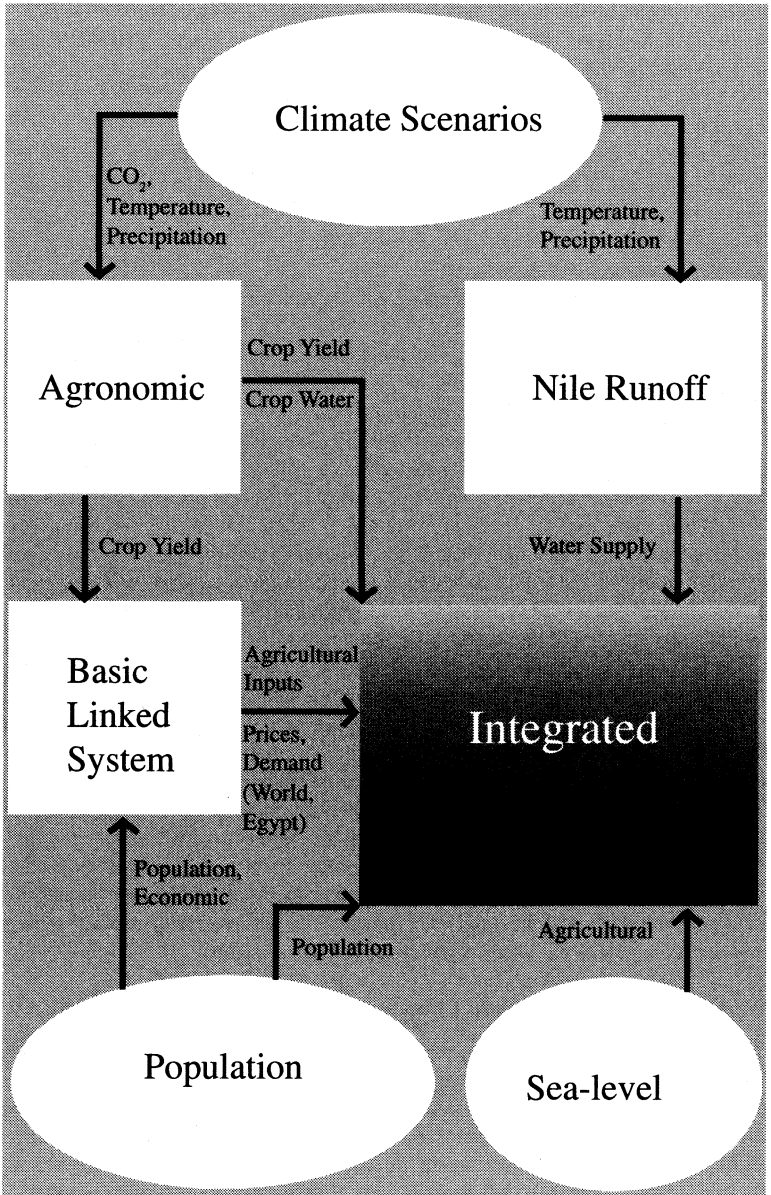 Climate Scenarios
CO₂,
Temperature,
Precipitation
Temperature,
Precipitation
Agronomic
Crop Yield
Crop Water
Nile Runoff
Crop Yield
Water Supply
Basic
Linked
System
Agricultural
Inputs
Prices,
Demand
(World,
Egypt)
Integrated
Population,
Economic
Population
Agricultural
Population
Sea-level